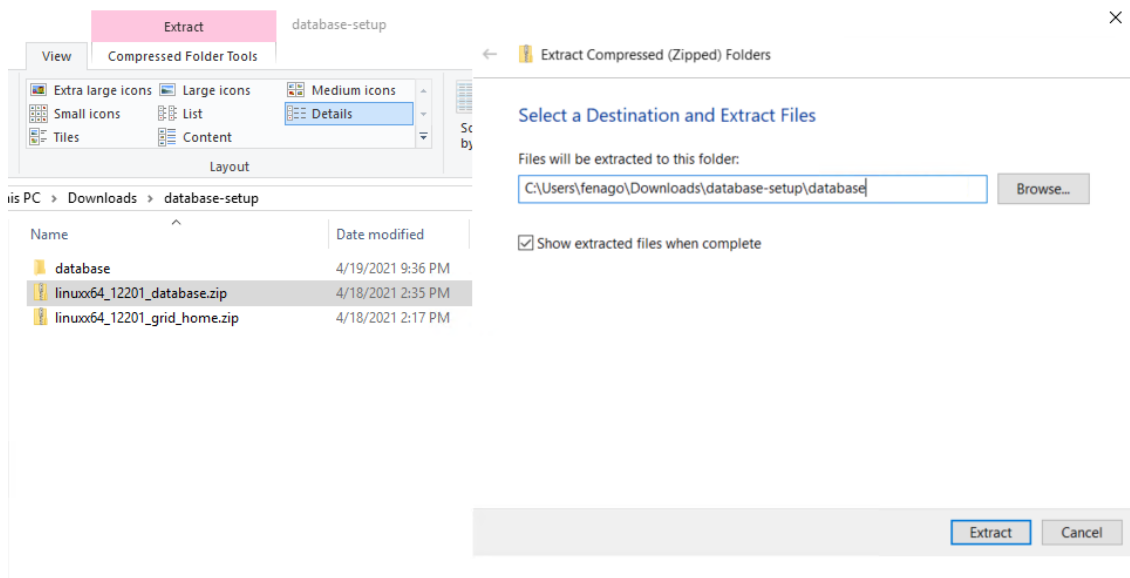 Extract
database-setup
View
Compressed Folder Tools
Extra large icons
Large icons
Medium icons
Small icons
List
Details
Tiles
Content
Layout
PC > Downloads > database-setup
Name
Date modified
database
4/19/2021 9:36 PM
linuxx64_12201_database.zip
4/18/2021 2:35 PM
linuxx64_12201_grid_home.zip
4/18/2021 2:17 PM
Extract Compressed (Zipped) Folders
Select a Destination and Extract Files
Files will be extracted to this folder:
C:\Users\fenago\Downloads\database-setup\database
Browse...
Show extracted files when complete
Extract
Cancel